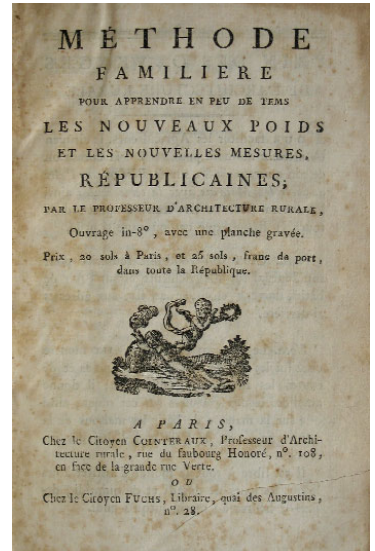 MÉTHODE
FAMILIERE
POUR APPRENDRE EN PEU DE TEMS
LES NOUVEAUX POIDS
ET LES NOUVELLES MESURES,
RÉPUBLICAINES;
PAR LE PROFESSEUR D'ARCHITECTURE RURALE,
Ouvrage in-8°, avec une planche gravée.
Prix, 20 sols à Paris, et 25 sols, franc de port,
dans toute la République.
A PARIS,
Chez le Citoyen COINTERAUX, Professeur d'Archi-
tecture rurale, rue du faubourg Honoré, n°. 108,
en face de la grande rue Verte.
OU
Chez le Citoyen FUCHS, Libraire, quai des Augustins,
n°. 28.